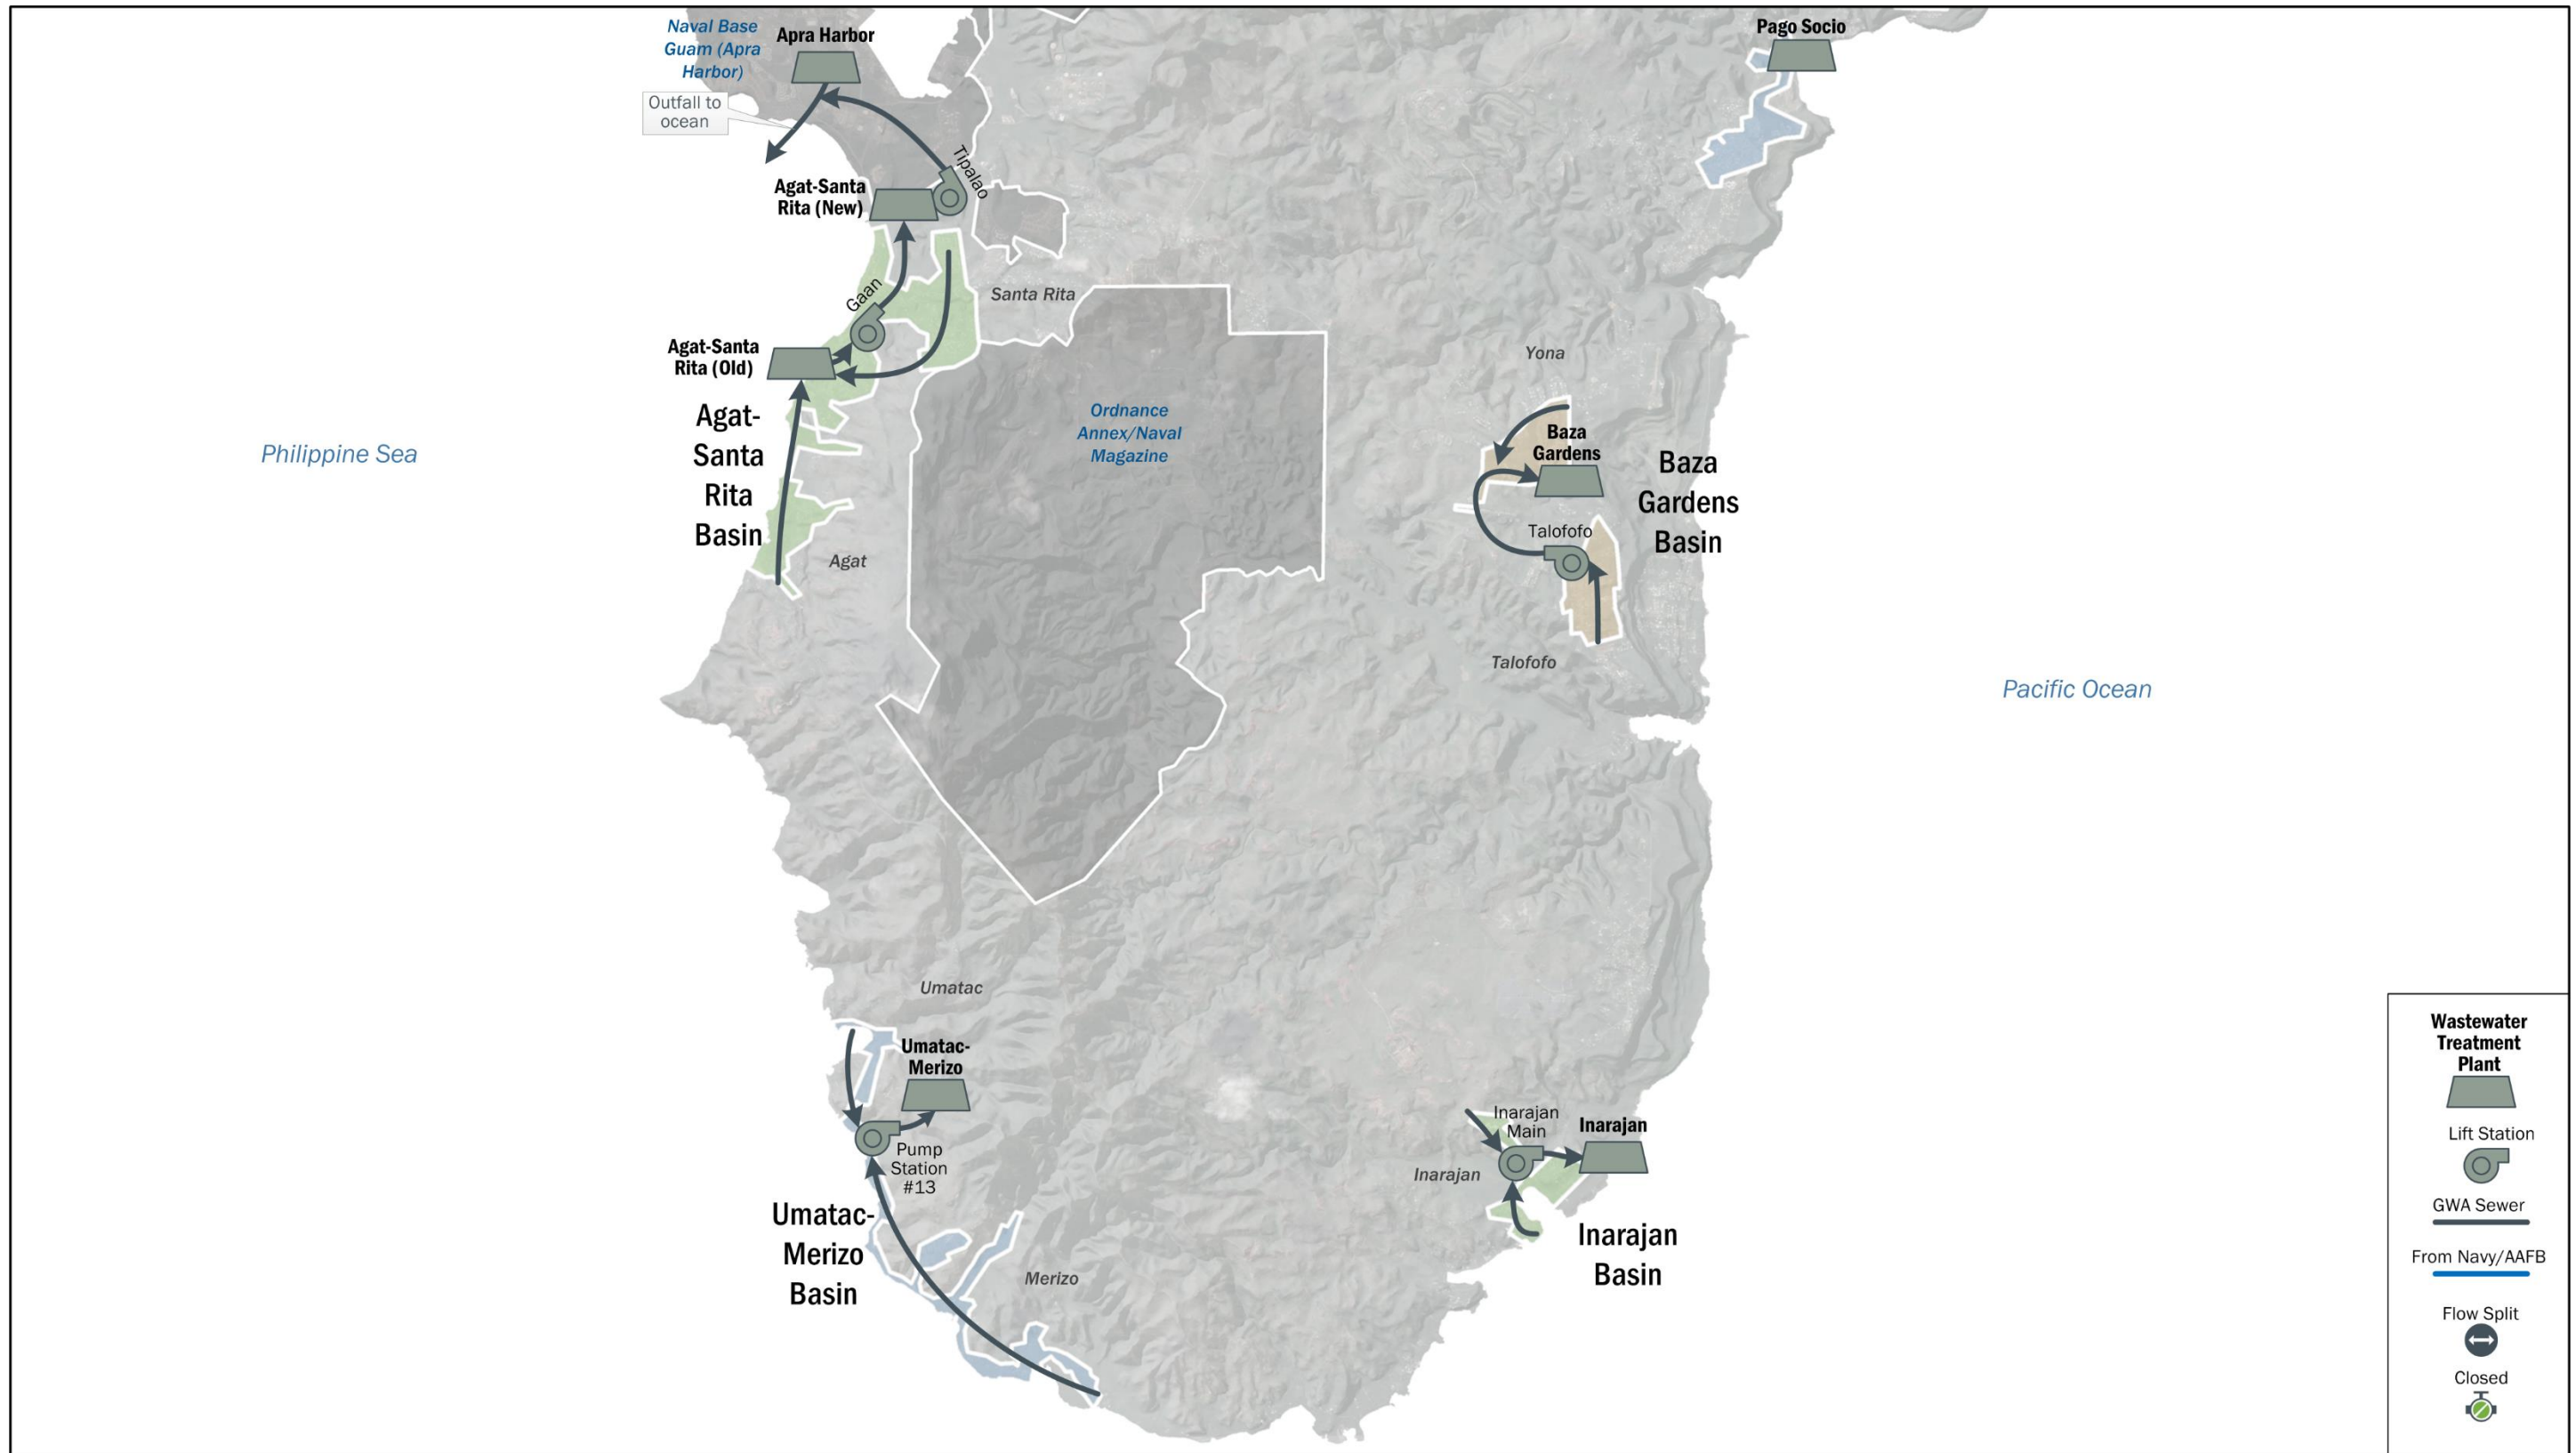 Naval Base
Guam (Apra
Harbor)
Apra Harbor
Pago Socio
Outfall to
ocean
Tipalao
Agat-Santa
Rita (New)
Gaan
Santa Rita
Agat-Santa
Rita (Old)
Yona
Ordnance
Annex/Naval
Magazine
Agat-
Santa
Rita
Basin
Philippine Sea
Baza
Gardens
Baza
Gardens
Basin
Talofofo
Agat
Talofofo
Pacific Ocean
Umatac
Umatac-
Merizo
Pump
Station
#13
Umatac-
Merizo
Basin
Merizo
Inarajan
Main
Inarajan
Inarajan
Inarajan
Basin
Wastewater
Treatment
Plant
Lift Station
GWA Sewer
From Navy/AAFB
Flow Split
Closed